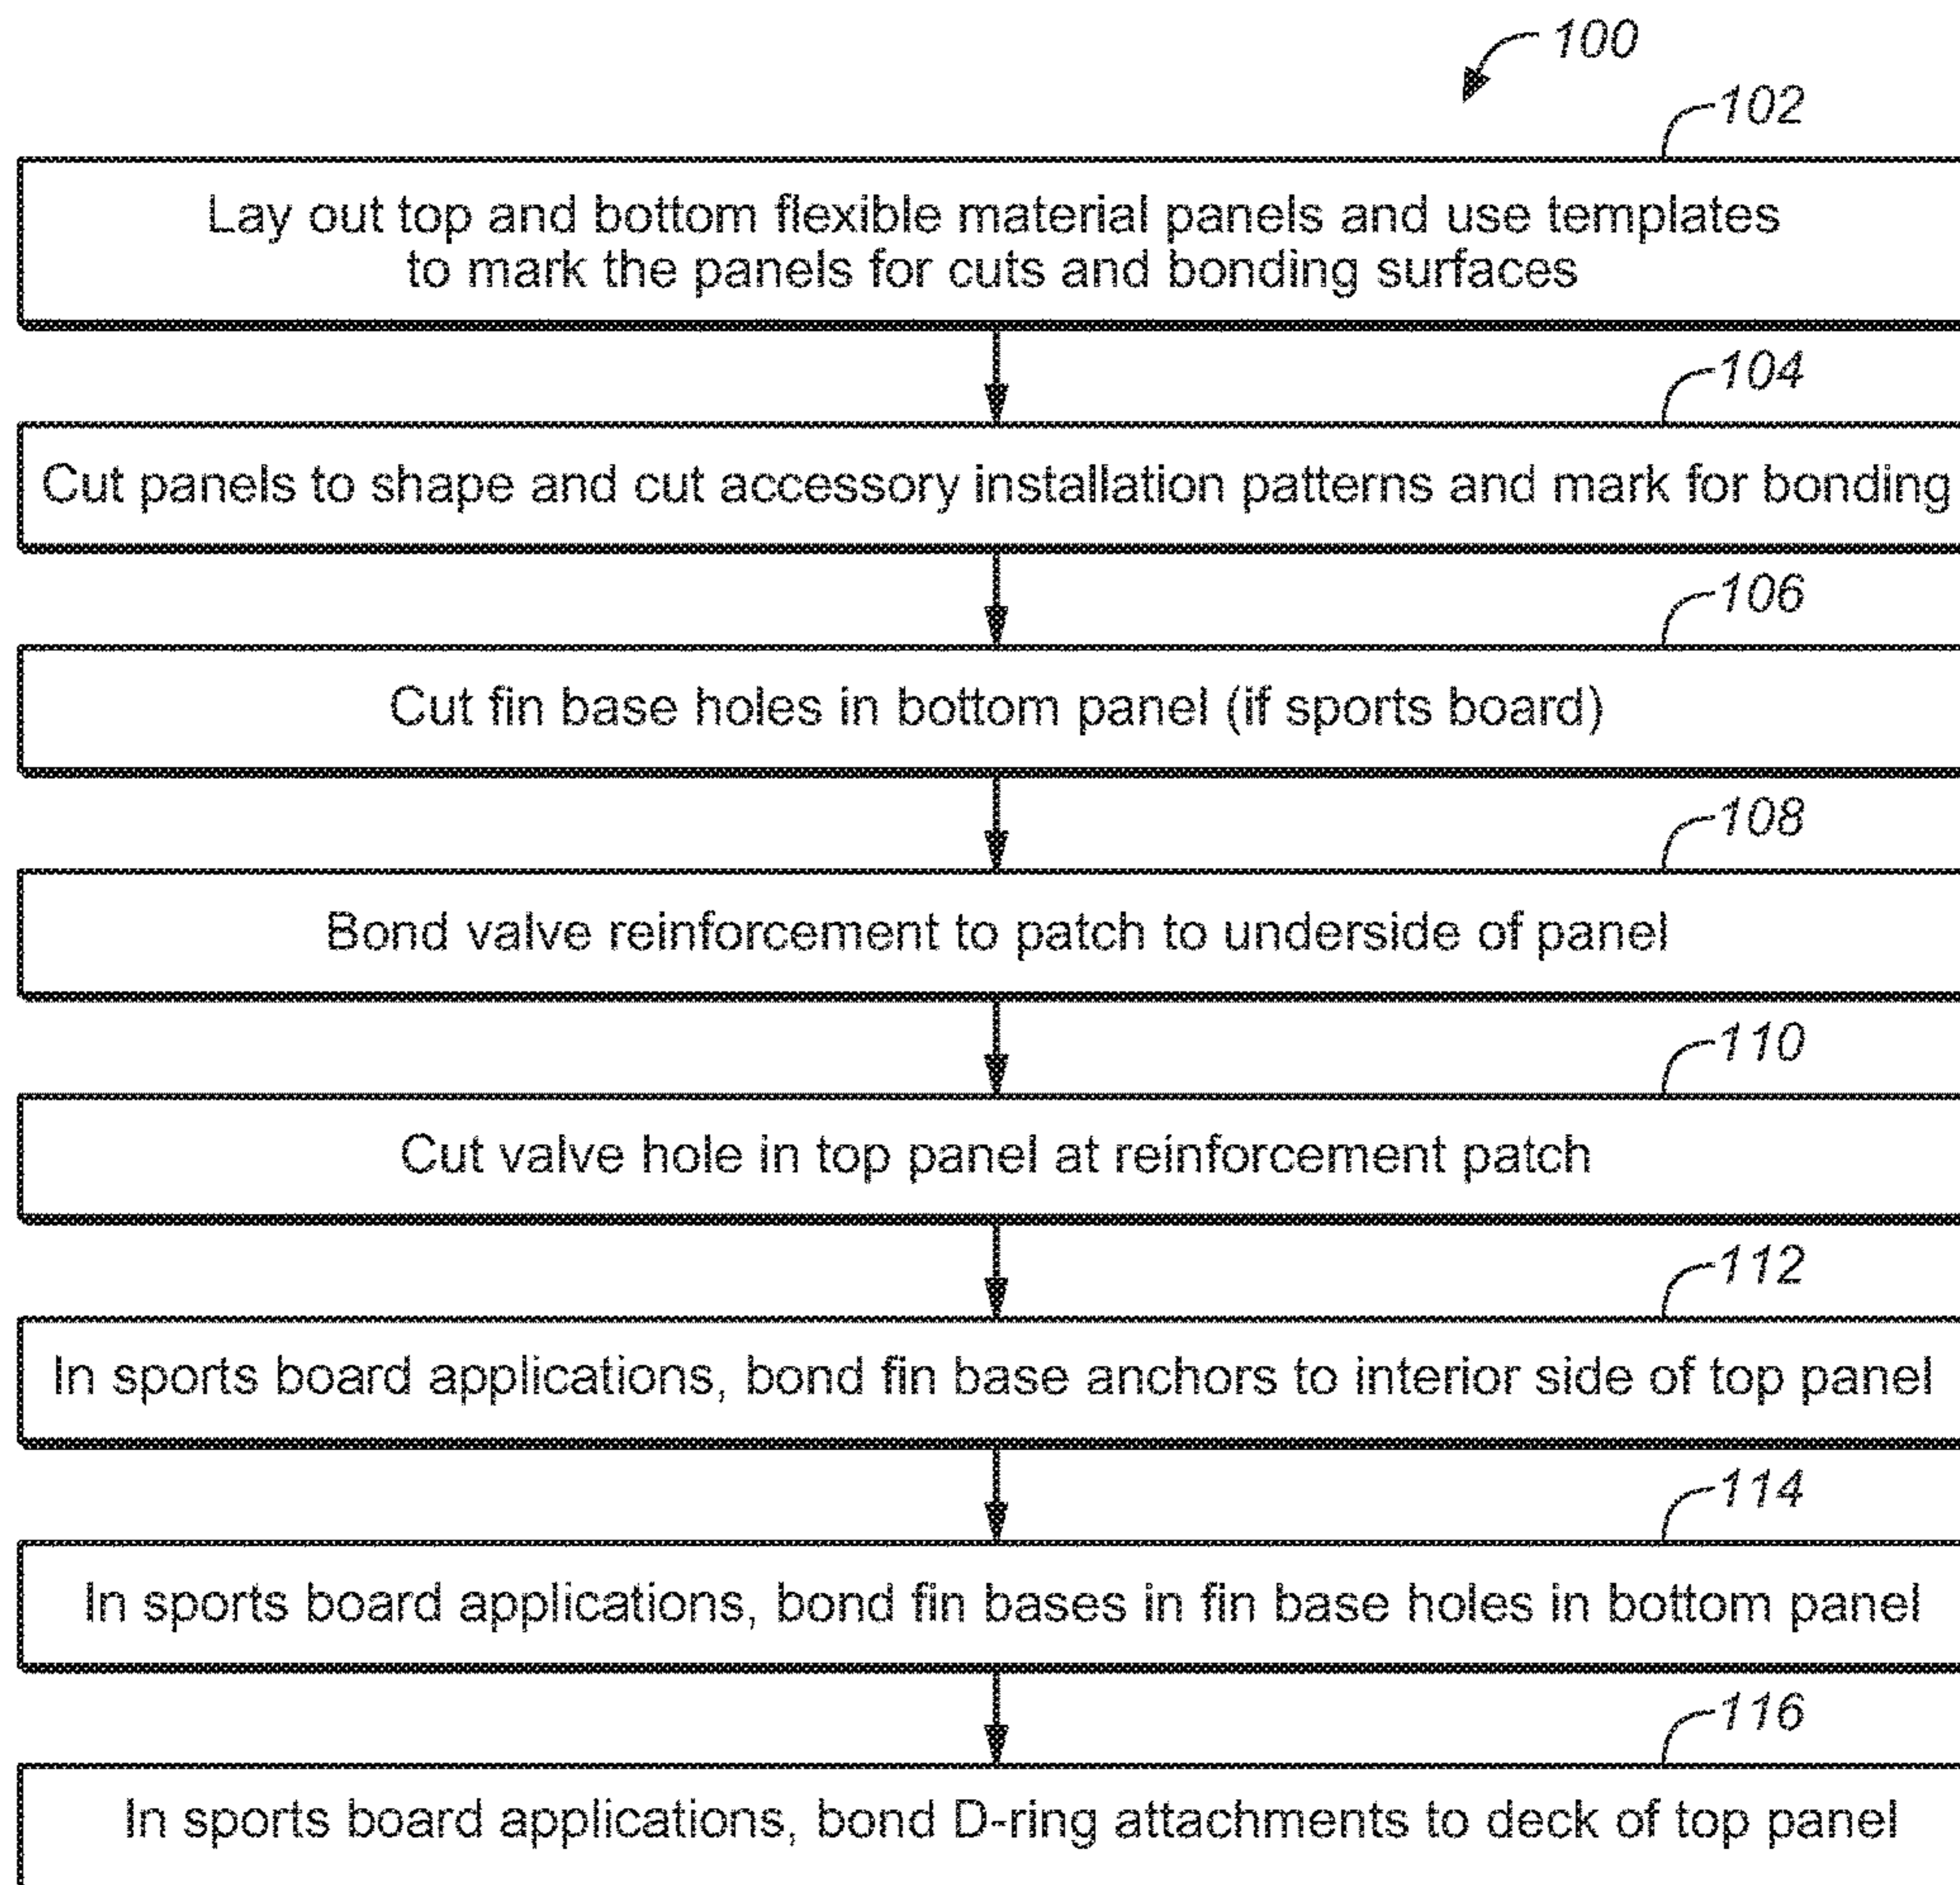 100
102
Lay out top and bottom flexible material panels and use templates
to mark the panels for cuts and bonding surfaces
104
Cut panels to shape and cut accessory installation patterns and mark for bonding
106
Cut fin base holes in bottom panel (if sports board)
108
Bond valve reinforcement to patch to underside of panel
110
Cut valve hole in top panel at reinforcement patch
112
In sports board applications, bond fin base anchors to interior side of top panel
114
In sports board applications, bond fin bases in fin base holes in bottom panel
116
In sports board applications, bond D-ring attachments to deck of top panel